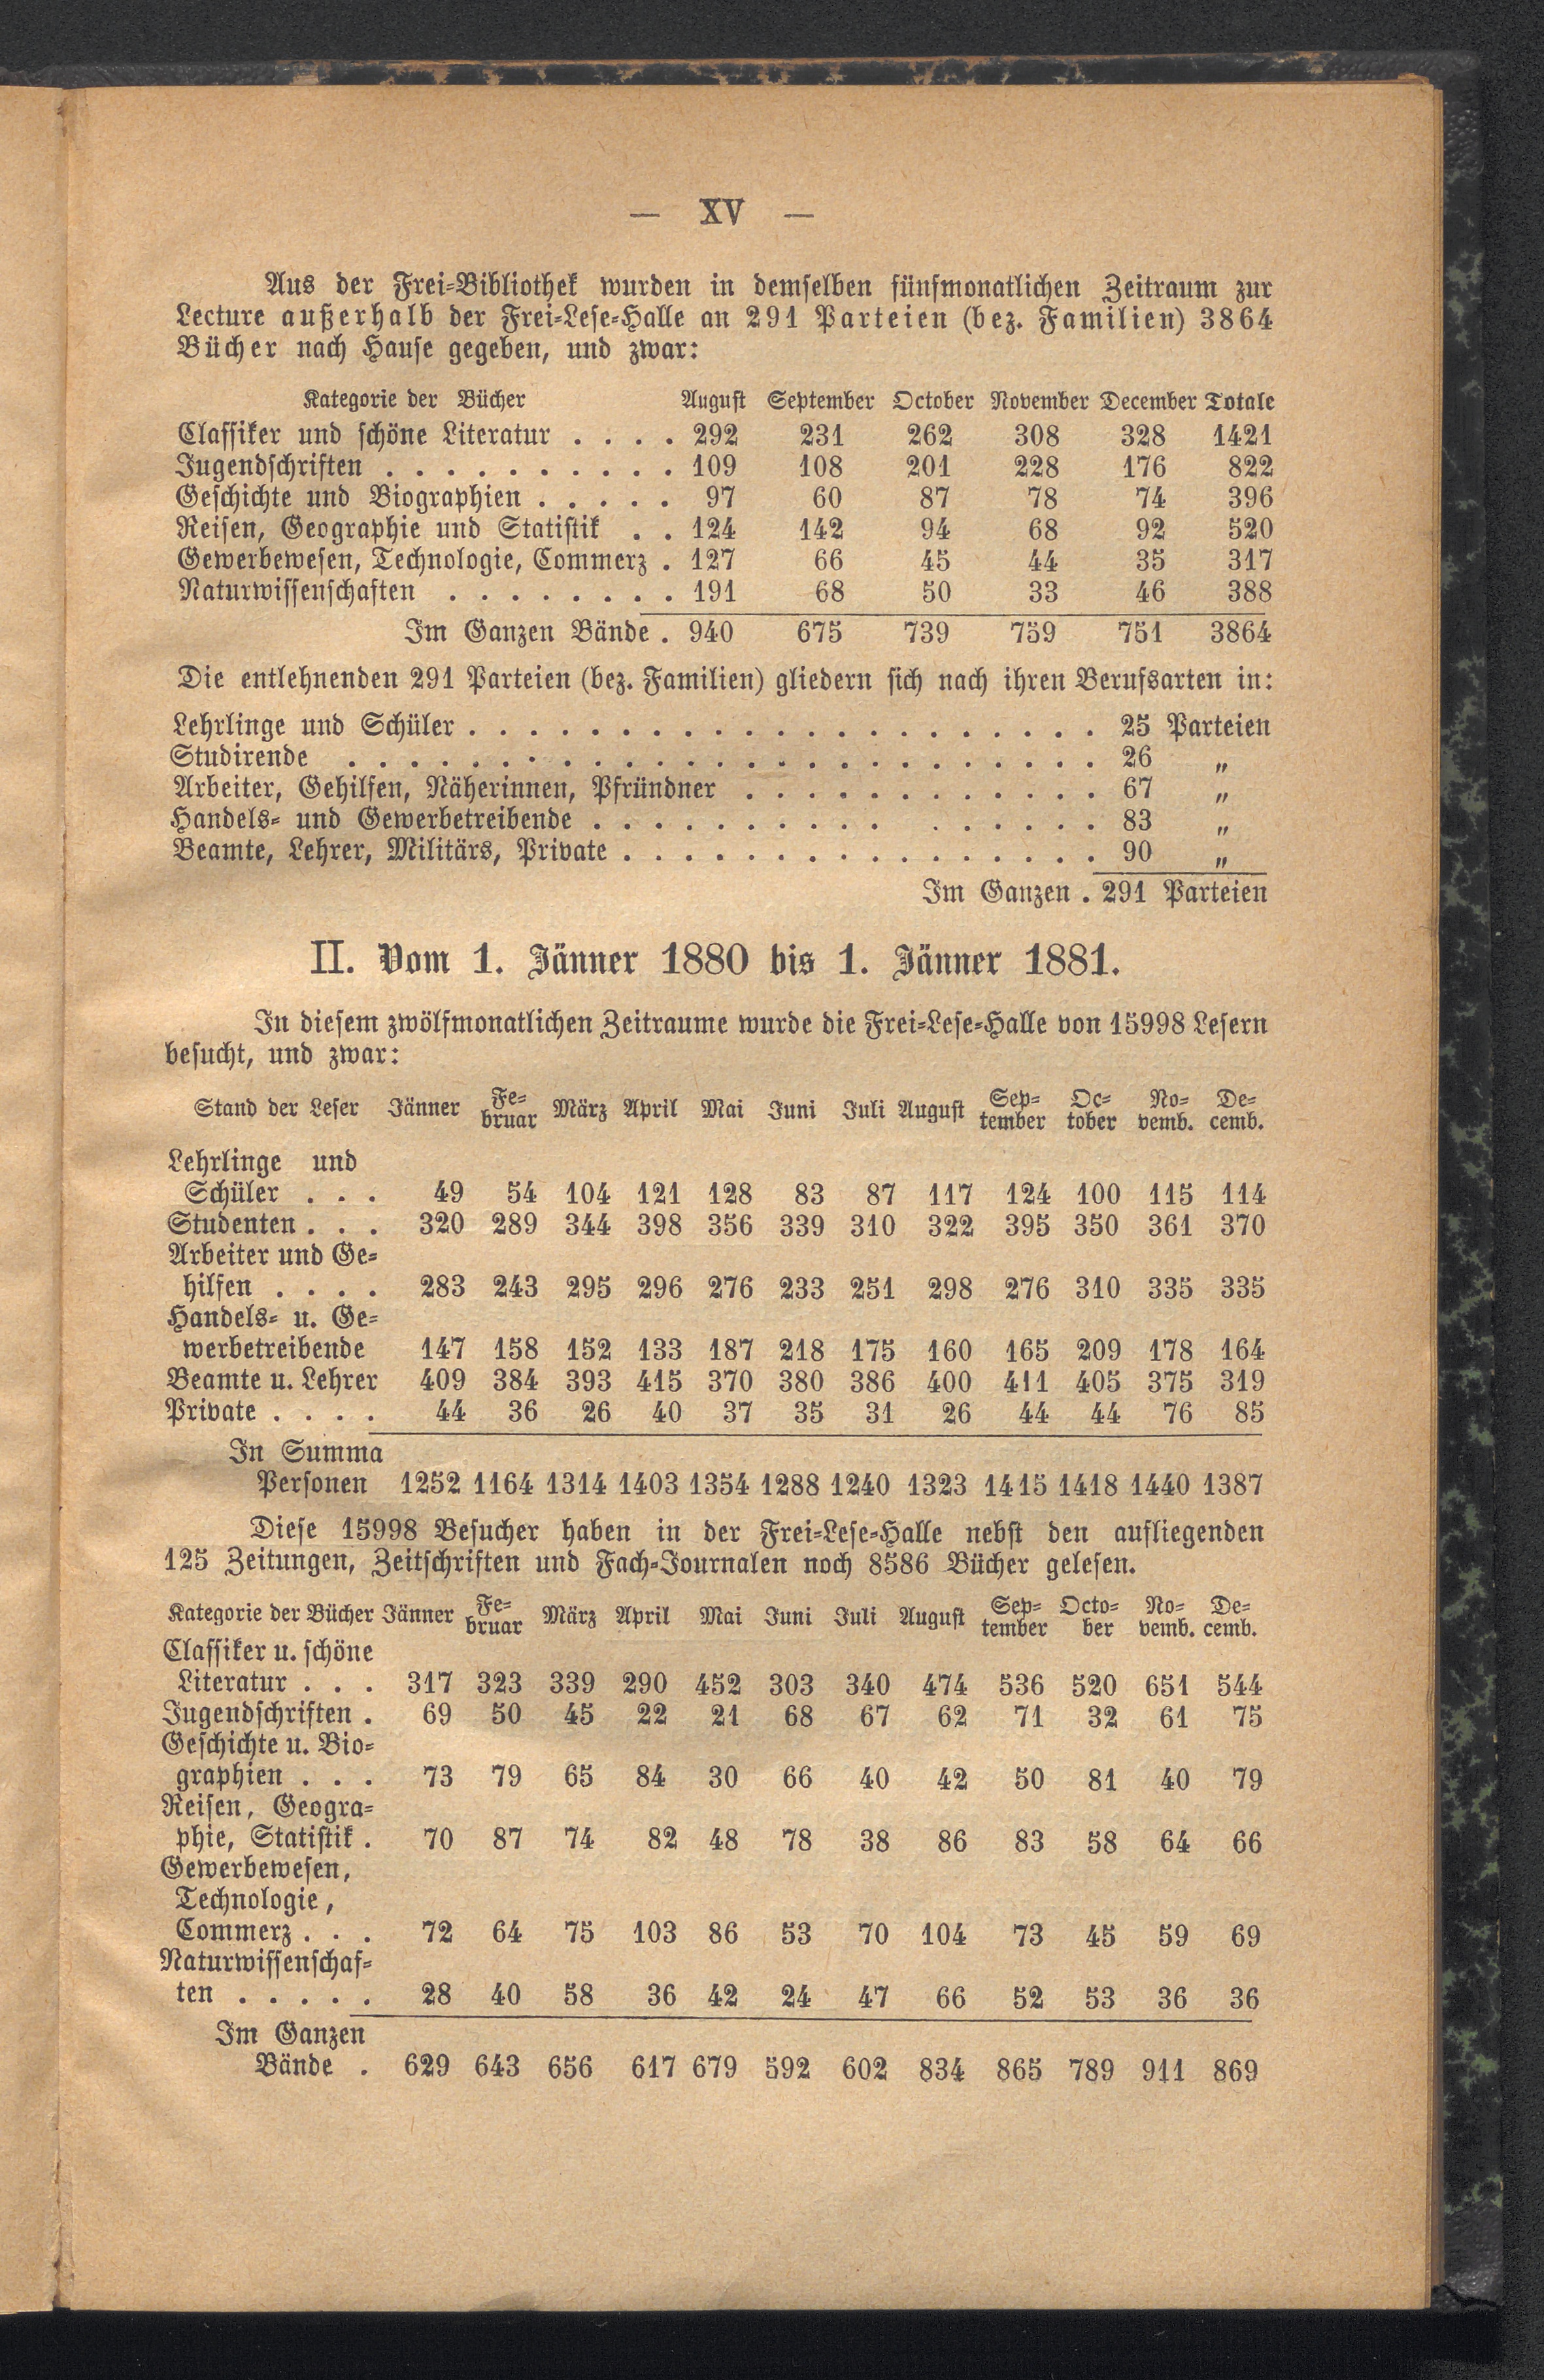 — XV —
Aus der Frei-Bibliothek wurden in demselben fünfmonatlichen Zeitraum zur
Lecture außerhalb der Frei-Lese-Halle an 291 Parteien (bez. Familien) 3864
Bücher nach Hause gegeben, und zwar:
Kategorie der Bücher August September October November December Totale
Classiker und schöne Literatur . . . . 292 231 262 308 328 1421
Jugendschriften . . . . . . . . . . 109 108 201 228 176 822
Geschichte und Biographien . . . . . 97 60 87 78 74 396
Reisen, Geographie und Statistik . . 124 142 94 68 92 520
Gewerbewesen, Technologie, Commerz . 127 66 45 44 35 317
Naturwissenschaften . . . . . . . . 191 68 50 33 46 388
Im Ganzen Bände . 940 675 739 759 751 3864
Die entlehnenden 291 Parteien (bez. Familien) gliedern sich nach ihren Berufsarten in:
Lehrlinge und Schüler . . . . . . . . . . . . . . . . . . . . . 25 Parteien
Studirende . . . . . . . . . . . . . . . . . . . . . . . . . 26 „
Arbeiter, Gehilfen, Näherinnen, Pfründner . . . . . . . . . . . . 67 „
Handels- und Gewerbetreibende . . . . . . . . . . . . . . . . 83 „
Beamte, Lehrer, Militärs, Private . . . . . . . . . . . . . . . . 90 „
Im Ganzen . 291 Parteien
II. Vom 1. Jänner 1880 bis 1. Jänner 1881.
In diesem zwölfmonatlichen Zeitraume wurde die Frei-Lese-Halle von 15998 Lesern
besucht, und zwar:
Stand der Leser Jänner Fe-bruar März April Mai Juni Juli August Sep-tember Oc-tober No-vemb. De-cemb.
Lehrlinge und
Schüler . . . 49 54 104 121 128 83 87 117 124 100 115 114
Studenten . . . 320 289 344 398 356 339 310 322 395 350 361 370
Arbeiter und Ge-
hilfen . . . . 283 243 295 296 276 233 251 298 276 310 335 335
Handels- u. Ge-
werbetreibende 147 158 152 133 187 218 175 160 165 209 178 164
Beamte u. Lehrer 409 384 393 415 370 380 386 400 411 405 375 319
Private . . . . 44 36 26 40 37 35 31 26 44 44 76 85
In Summa
Personen 1252 1164 1314 1403 1354 1288 1240 1323 1415 1418 1440 1387
Diese 15998 Besucher haben in der Frei-Lese-Halle nebst den aufliegenden
125 Zeitungen, Zeitschriften und Fach-Journalen noch 8586 Bücher gelesen.
Kategorie der Bücher Jänner Fe-bruar März April Mai Juni Juli August Sep-tember Octo-ber No-vemb. De-cemb.
Classiker u. schöne
Literatur . . . 317 323 339 290 452 303 340 474 536 520 651 544
Jugendschriften . 69 50 45 22 21 68 67 62 71 32 61 75
Geschichte u. Bio-
graphien . . . 73 79 65 84 30 66 40 42 50 81 40 79
Reisen, Geogra-
phie, Statistik . 70 87 74 82 48 78 38 86 83 58 64 66
Gewerbewesen,
Technologie,
Commerz . . . 72 64 75 103 86 53 70 104 73 45 59 69
Naturwissenschaf-
ten . . . . . 28 40 58 36 42 24 47 66 52 53 36 36
Im Ganzen
Bände . 629 643 656 617 679 592 602 834 865 789 911 869